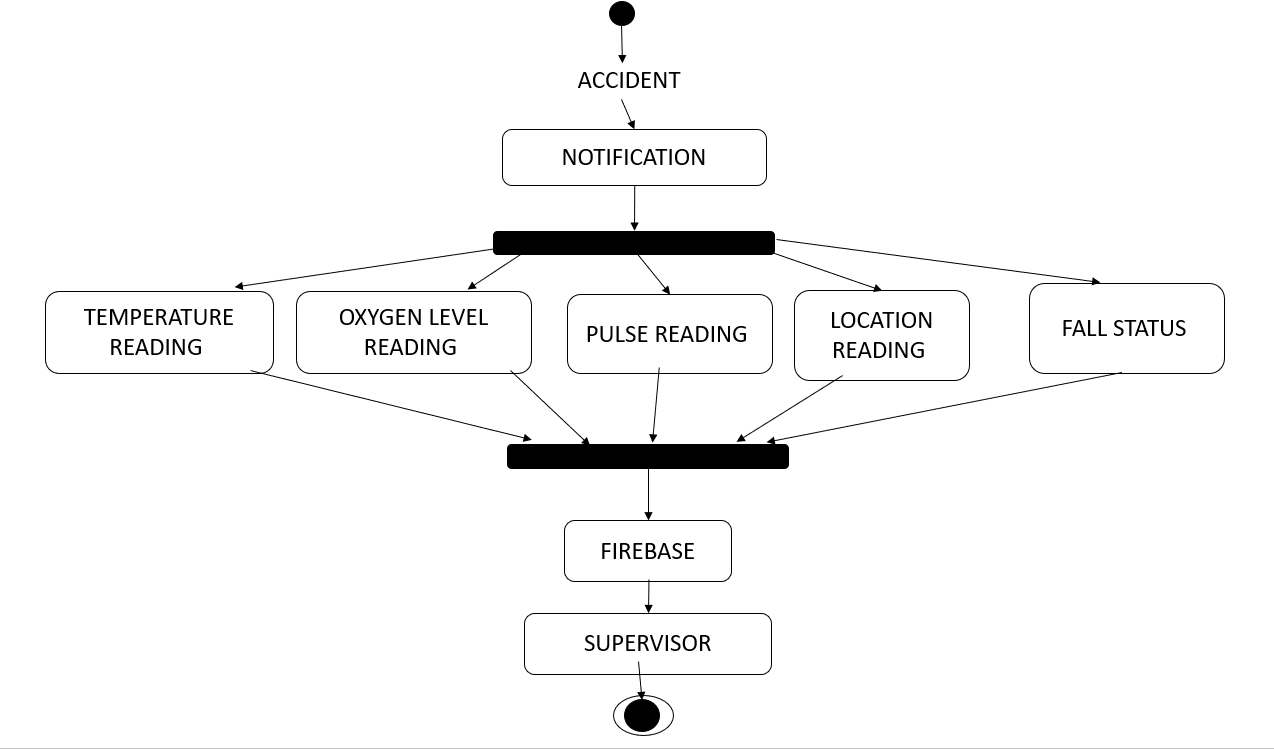 ACCIDENT
NOTIFICATION
TEMPERATURE
READING
OXYGEN LEVEL
READING
PULSE READING
LOCATION
READING
FALL STATUS
FIREBASE
SUPERVISOR